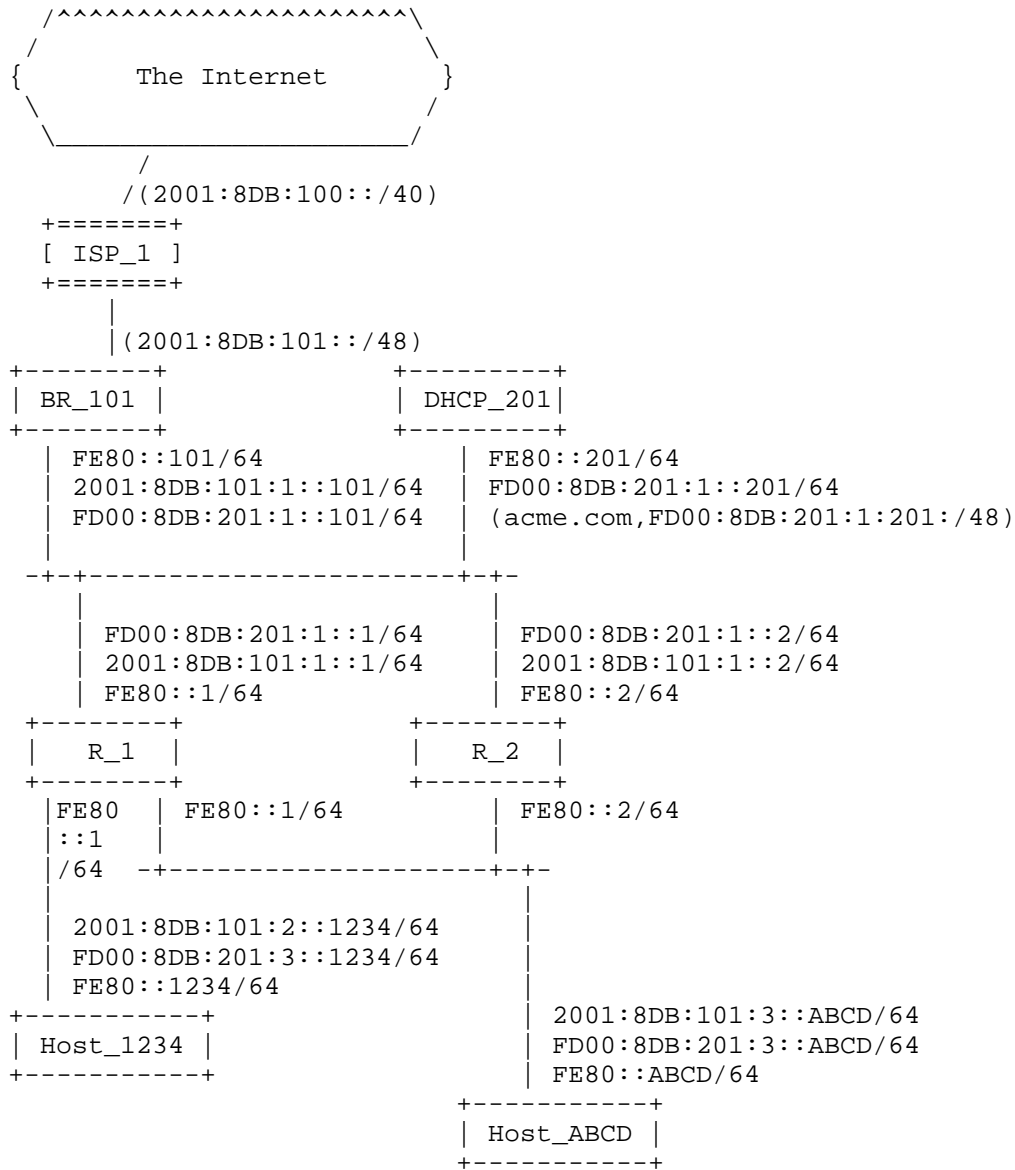 The Internet
/(2001:8DB:100::/40)
[ ISP_1 ]
(2001:8DB:101::/48)
BR_101 DHCP_201
FE80::101/64 FE80::201/64
2001:8DB:101:1::101/64 FD00:8DB:201:1::201/64
FD00:8DB:201:1::101/64 (acme.com,FD00:8DB:201:1:201:/48)
FD00:8DB:201:1::1/64 FD00:8DB:201:1::2/64
2001:8DB:101:1::1/64 2001:8DB:101:1::2/64
FE80::1/64 FE80::2/64
R_1 R_2
FE80 FE80::1/64 FE80::2/64
::1
/64
2001:8DB:101:2::1234/64
FD00:8DB:201:3::1234/64
FE80::1234/64
2001:8DB:101:3::ABCD/64
Host_1234 FD00:8DB:201:3::ABCD/64
FE80::ABCD/64
Host_ABCD